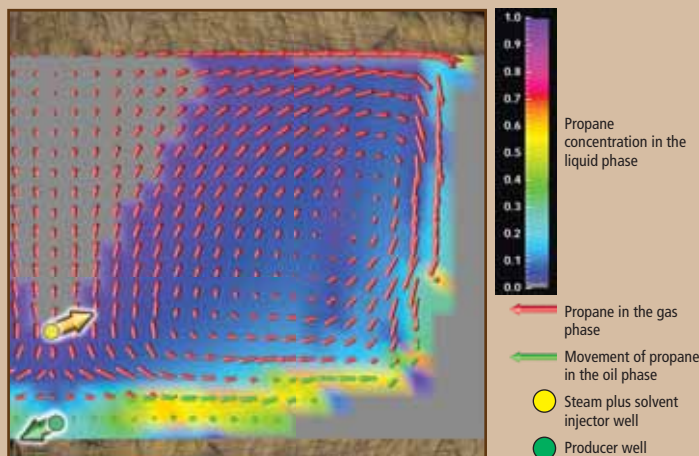 1.0
0.9
0.8
0.7
0.6
0.5
0.4
0.3
0.2
0.1
0.0
Propane
concentration in the
liquid phase
Propane in the gas
phase
Movement of propane
in the oil phase
Steam plus solvent
injector well
Producer well